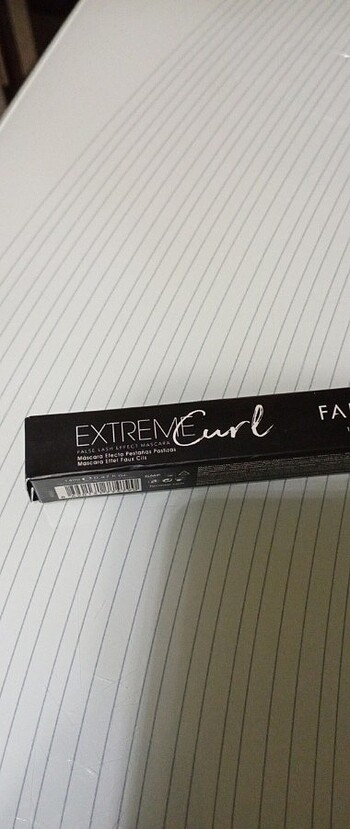 EXTREME Curl
FALSE LASH EFFECT MASCARA
Máscara Efecto Pestañas Postizas
Mascara Effet Faux Cils
FA